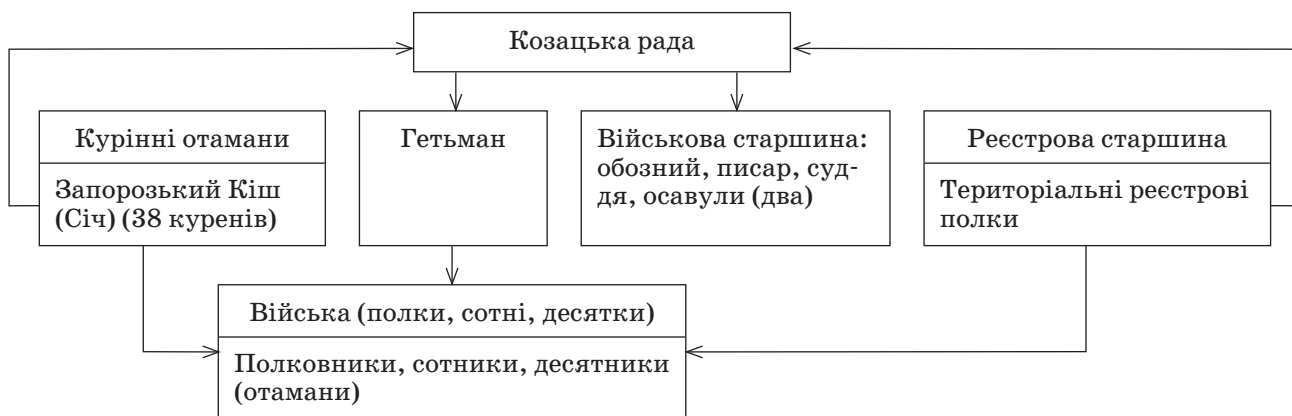 Козацька рада
Курінні отамани
Запорозький Кіш
(Січ) (38 куренів)
Гетьман
Військова старшина:
обозний, писар, суд-
дя, осавули (два)
Реєстрова старшина
Територіальні реєстрові
полки
Війська (полки, сотні, десятки)
Полковники, сотники, десятники
(отамани)